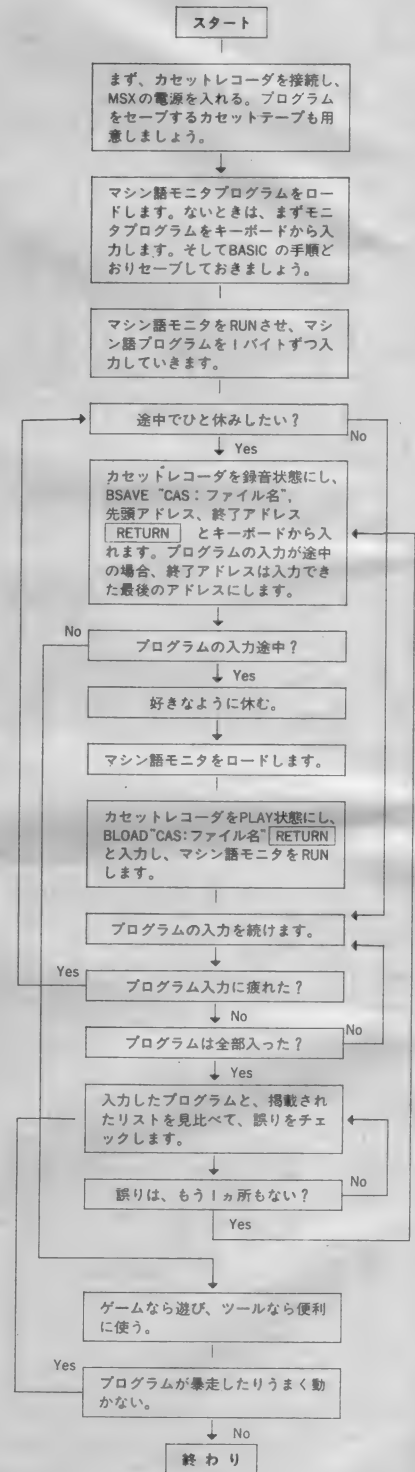 スタート
まず、カセットレコーダを接続し、
MSXの電源を入れる。プログラム
をセーブするカセットテープも用
意しましょう。
マシン語モニタプログラムをロー
ドします。ないときは、まずモニ
タプログラムをキーボードから入
力します。そしてBASIC の手順ど
おりセーブしておきましょう。
マシン語モニタをRUNさせ、マシ
ン語プログラムを1バイトずつ入
力していきます。
途中でひと休みしたい？
No
Yes
カセットレコーダを録音状態にし、
BSAVE "CAS：ファイル名",
先頭アドレス、終了アドレス
RETURN とキーボードから入
れます。プログラムの入力が途中
の場合、終了アドレスは入力でき
た最後のアドレスにします。
No
プログラムの入力途中？
Yes
好きなように休む。
マシン語モニタをロードします。
カセットレコーダをPLAY状態にし、
BLOAD"CAS:ファイル名" RETURN
と入力し、マシン語モニタをRUN
します。
プログラムの入力を続けます。
Yes
プログラム入力に疲れた？
No
プログラムは全部入った？
No
Yes
入力したプログラムと、掲載され
たリストを見比べて、誤りをチェ
ックします。
誤りは、もう1ヵ所もない？
No
Yes
ゲームなら遊び、ツールなら便利
に使う。
Yes
プログラムが暴走したりうまく動
かない。
No
終わり